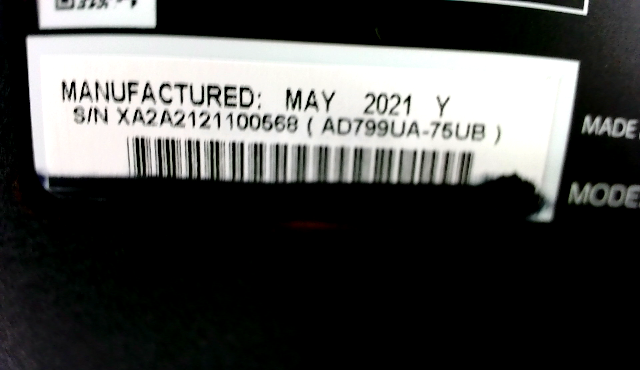 MANUFACTURED: MAY 2021 Y
S/N XA2A2121100568 ( AD799UA-75UB )
MADE
MODE